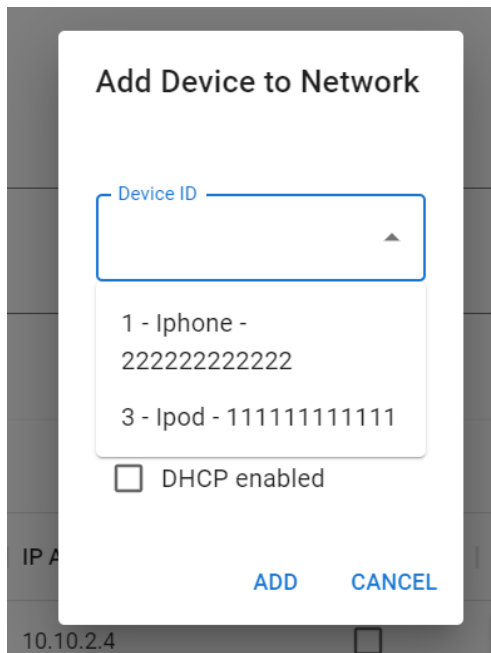 Add Device to Network
Device ID
1 - Iphone -
222222222222
3 - Ipod - 111111111111
DHCP enabled
IP A
ADD CANCEL
10.10.2.4